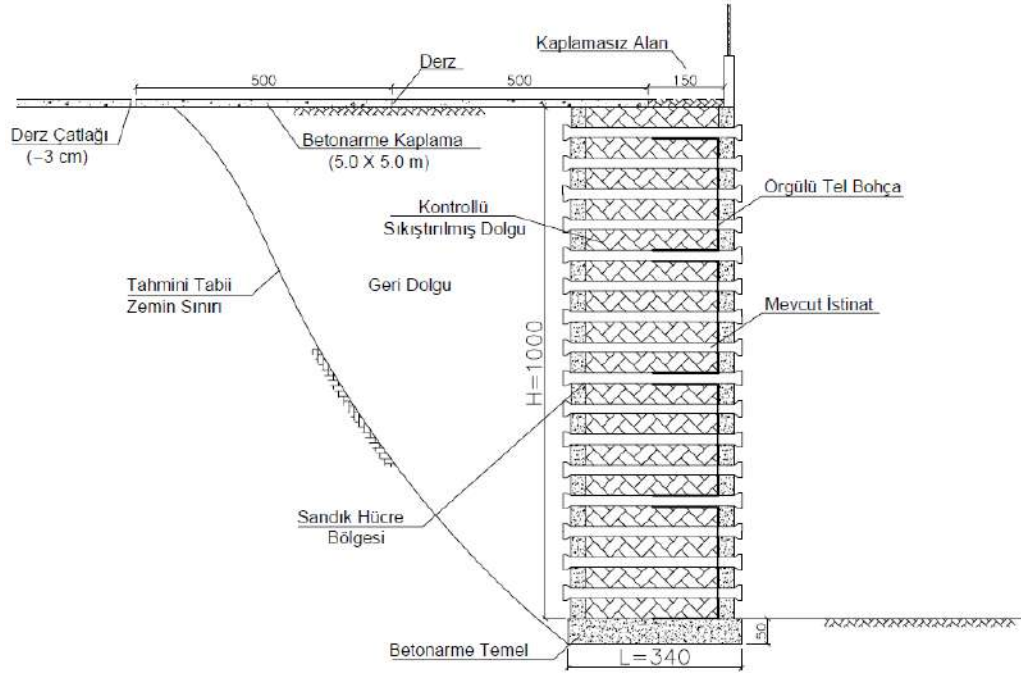 Kaplamasız Alan
Derz
500
500
150
Derz Çatlağı
(~3 cm)
Betonarme Kaplama
(5.0 X 5.0 m)
Örgülü Tel Bohça
Kontrollü
Sıkıştırılmış Dolgu
Tahmini Tabii
Zemin Sınırı
Geri Dolgu
Mevcut İstinat
H=1000
Sandık Hücre
Bölgesi
50
Betonarme Temel
L=340